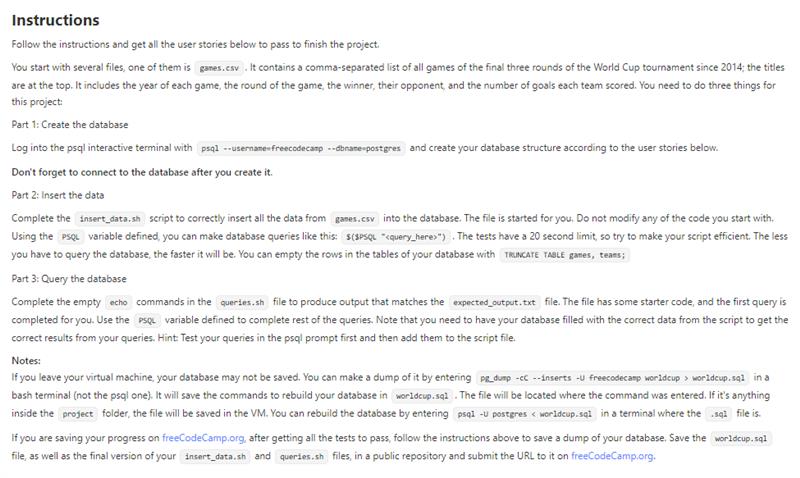 Instructions
Follow the instructions and get all the user stories below to pass to finish the project.
You start with several files, one of them is games.csv . It contains a comma-separated list of all games of the final three rounds of the World Cup tournament since 2014; the titles
are at the top. It includes the year of each game, the round of the game, the winner, their opponent, and the number of goals each team scored. You need to do three things for
this project:
Part 1: Create the database
Log into the psql interactive terminal with psql --username=freecodecamp --dbname=postgres and create your database structure according to the user stories below.
Don't forget to connect to the database after you create it.
Part 2: Insert the data
Complete the insert_data.sh script to correctly insert all the data from games.csv into the database. The file is started for you. Do not modify any of the code you start with.
Using the PSQL variable defined, you can make database queries like this: $($PSQL "<query_here>") . The tests have a 20 second limit, so try to make your script efficient. The less
you have to query the database, the faster it will be. You can empty the rows in the tables of your database with TRUNCATE TABLE games, teams;
Part 3: Query the database
Complete the empty echo commands in the queries.sh file to produce output that matches the expected_output.txt file. The file has some starter code, and the first query is
completed for you. Use the PSQL variable defined to complete rest of the queries. Note that you need to have your database filled with the correct data from the script to get the
correct results from your queries. Hint: Test your queries in the psql prompt first and then add them to the script file.
Notes:
If you leave your virtual machine, your database may not be saved. You can make a dump of it by entering pg_dump -cC --inserts -U freecodecamp worldcup > worldcup.sql in a
bash terminal (not the psql one). It will save the commands to rebuild your database in worldcup.sql . The file will be located where the command was entered. If it's anything
inside the project folder, the file will be saved in the VM. You can rebuild the database by entering psql -U postgres < worldcup.sql in a terminal where the .sql file is.
If you are saving your progress on freeCodeCamp.org, after getting all the tests to pass, follow the instructions above to save a dump of your database. Save the worldcup.sql
file, as well as the final version of your insert_data.sh and queries.sh files, in a public repository and submit the URL to it on freeCodeCamp.org.